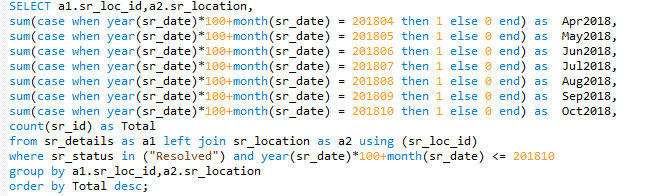 SELECT a1.sr_loc_id,a2.sr_location,
sum(case when year(sr_date)*100+month(sr_date) = 201804 then 1 else 0 end) as  Apr2018,
sum(case when year(sr_date)*100+month(sr_date) = 201805 then 1 else 0 end) as  May2018,
sum(case when year(sr_date)*100+month(sr_date) = 201806 then 1 else 0 end) as  Jun2018,
sum(case when year(sr_date)*100+month(sr_date) = 201807 then 1 else 0 end) as  Jul2018,
sum(case when year(sr_date)*100+month(sr_date) = 201808 then 1 else 0 end) as  Aug2018,
sum(case when year(sr_date)*100+month(sr_date) = 201809 then 1 else 0 end) as  Sep2018,
sum(case when year(sr_date)*100+month(sr_date) = 201810 then 1 else 0 end) as  Oct2018,
count(sr_id) as Total
from sr_details as a1 left join sr_location as a2 using (sr_loc_id)
where sr_status in ("Resolved") and year(sr_date)*100+month(sr_date) <= 201810
group by a1.sr_loc_id,a2.sr_location
order by Total desc;